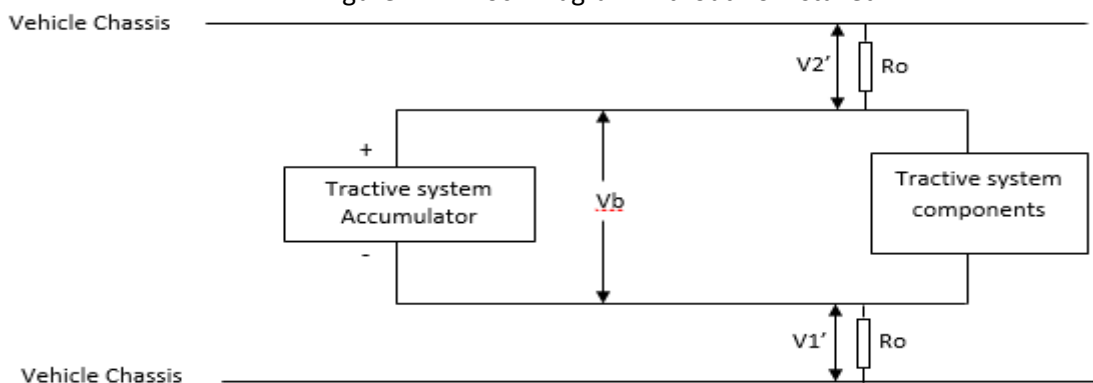 Vehicle Chassis
V2’
Ro
+
Tractive system
Accumulator
-
Vb
Tractive system
components
V1’
Ro
Vehicle Chassis